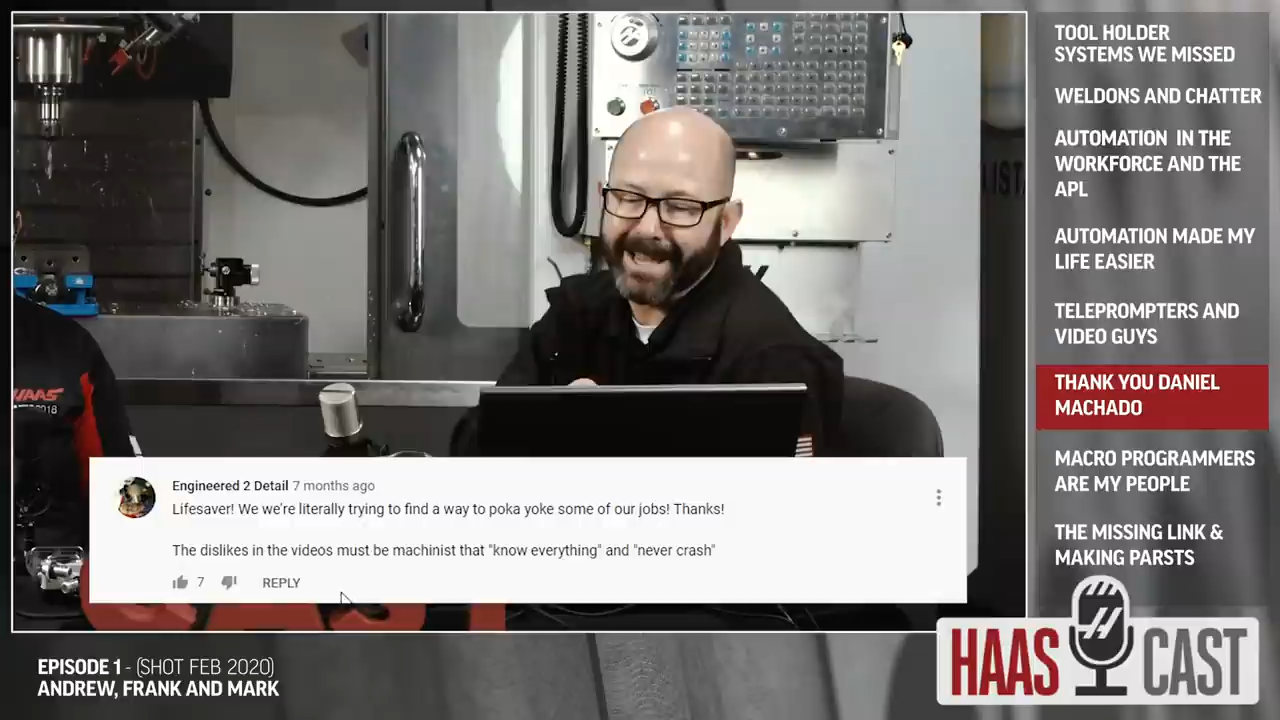 TOOL HOLDER
SYSTEMS WE MISSED
WELDONS AND CHATTER
AUTOMATION IN THE
WORKFORCE AND THE
APL
AUTOMATION MADE MY
LIFE EASIER
TELEPROMPTERS AND
VIDEO GUYS
THANK YOU DANIEL
MACHADO
MACRO PROGRAMMERS
ARE MY PEOPLE
THE MISSING LINK &
MAKING PARSTS
HAAS
2018
Engineered 2 Detail 7 months ago
Lifesaver! We we're literally trying to find a way to poka yoke some of our jobs! Thanks!
The dislikes in the videos must be machinist that "know everything" and "never crash"
7 REPLY
EPISODE 1 - (SHOT FEB 2020)
ANDREW, FRANK AND MARK
HAAS CAST